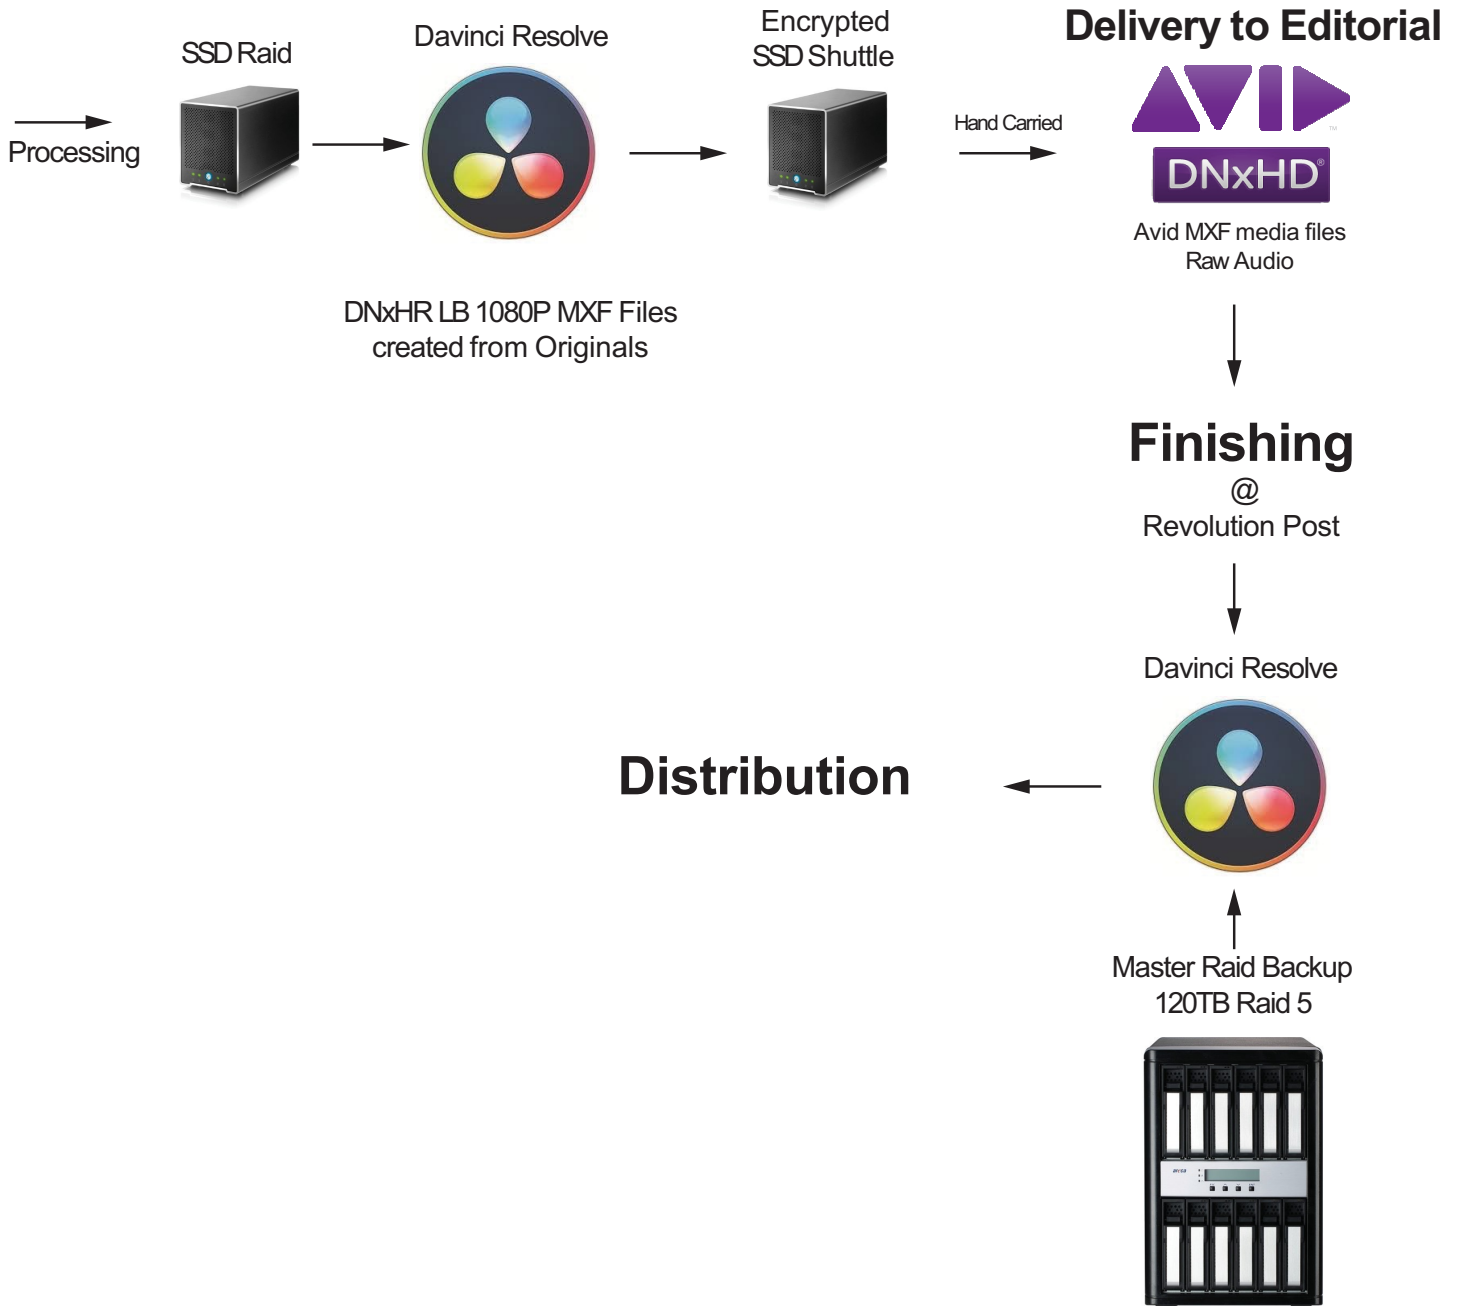 Processing
SSD Raid
Davinci Resolve
DNxHR LB 1080P MXF Files
created from Originals
Encrypted
SSD Shuttle
Hand Carried
Delivery to Editorial
AVID
™
DNxHD®
Avid MXF media files
Raw Audio
Finishing
@
Revolution Post
Davinci Resolve
Distribution
Master Raid Backup
120TB Raid 5